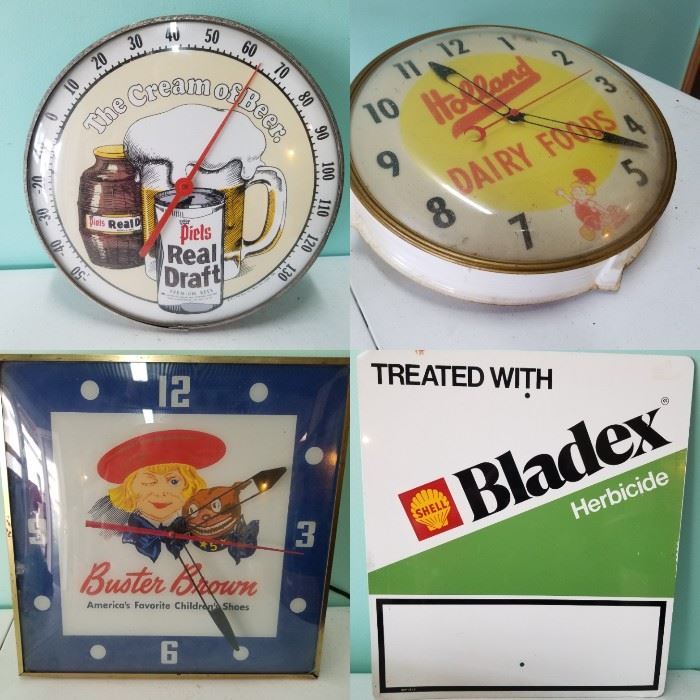 -50 -40 -30 -20 -10 0 10 20 30 40 50 60 70 80 90 100 110 120 130
The Cream of Beer.
Piels Real D
Piels
Real
Draft
12
1
2
3
4
5
7
8
9
10
11
Holland
DAIRY FOODS
12
3
6
9
Buster Brown
America's Favorite Children's Shoes
TREATED WITH
Bladex®
SHELL
Herbicide